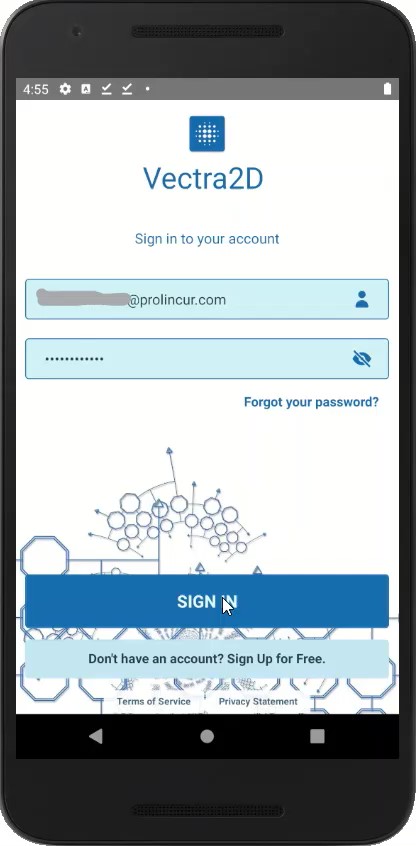 4:55
Vectra2D
Sign in to your account
@prolincur.com
••••••••••••
Forgot your password?
SIGN IN
Don't have an account? Sign Up for Free.
Terms of Service Privacy Statement